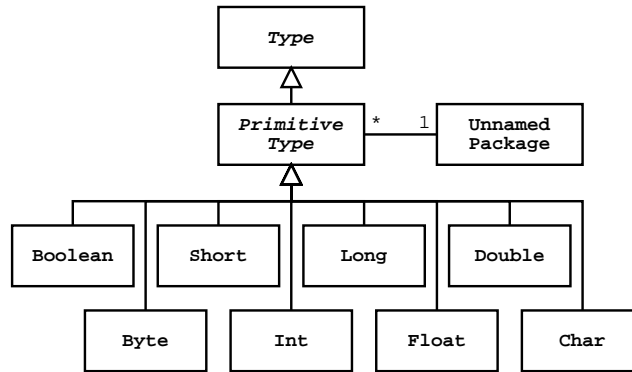 Type
Primitive
Type
* 1
Unnamed
Package
Boolean
Short
Long
Double
Byte
Int
Float
Char